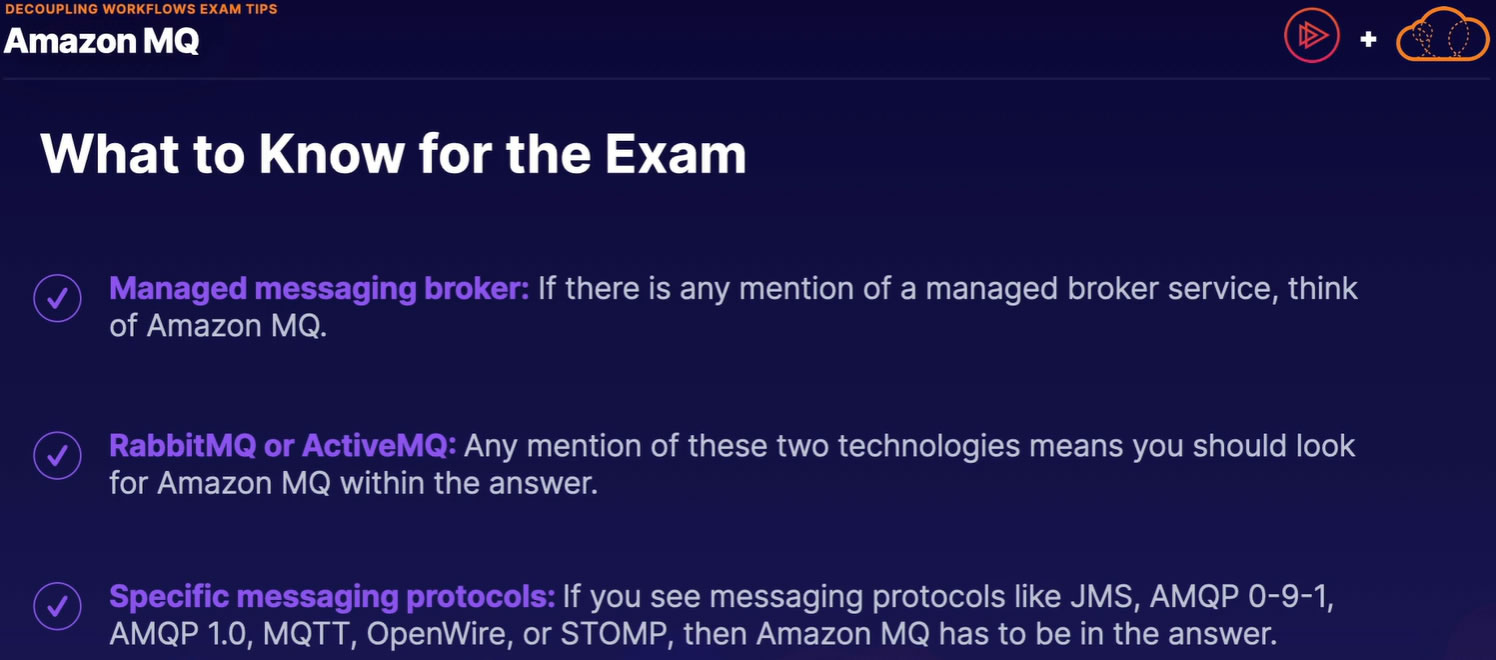 DECOUPLING WORKFLOWS EXAM TIPS
Amazon MQ
+
What to Know for the Exam
Managed messaging broker: If there is any mention of a managed broker service, think
of Amazon MQ.
RabbitMQ or ActiveMQ: Any mention of these two technologies means you should look
for Amazon MQ within the answer.
Specific messaging protocols: If you see messaging protocols like JMS, AMQP 0-9-1,
AMQP 1.0, MQTT, OpenWire, or STOMP, then Amazon MQ has to be in the answer.